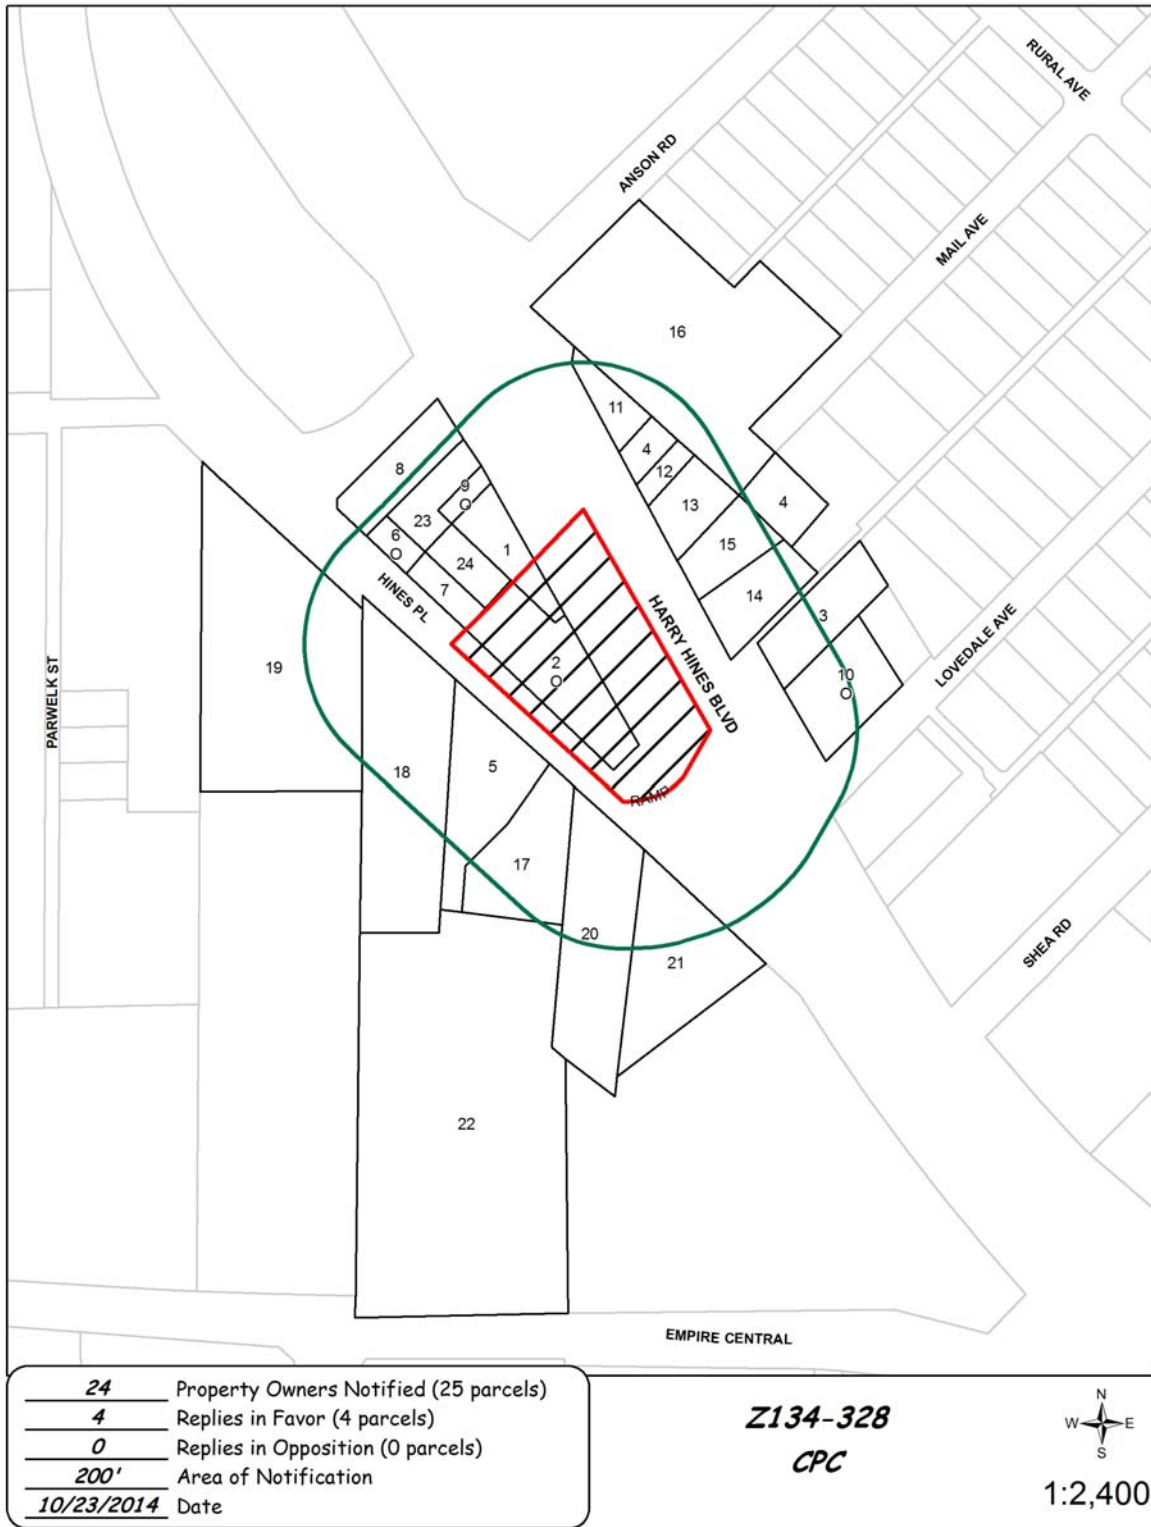 RURAL AVE
ANSON RD
MAIL AVE
16
11
4
12
13
4
15
14
3
10
O
8
9
O
23
6
O
24
1
7
HINES PL
2
O
HARRY HINES BLVD
RAMP
LOVEDALE AVE
SHEA RD
PARWELK ST
19
18
5
17
20
21
22
EMPIRE CENTRAL
24 Property Owners Notified (25 parcels)
4 Replies in Favor (4 parcels)
0 Replies in Opposition (0 parcels)
200' Area of Notification
10/23/2014 Date
Z134-328
CPC
N
W E
S
1:2,400